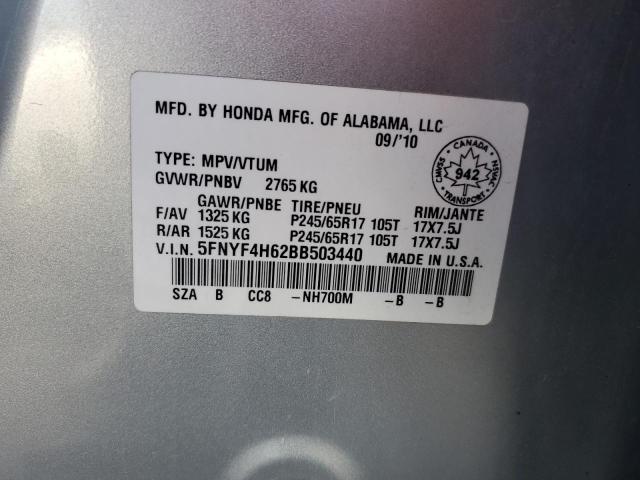 MFD. BY HONDA MFG. OF ALABAMA, LLC
09/'10
TYPE: MPV/VTUM
GVWR/PNBV 2765 KG
GAWR/PNBE TIRE/PNEU RIM/JANTE
F/AV 1325 KG P245/65R17 105T 17X7.5J
R/AR 1525 KG P245/65R17 105T 17X7.5J
V.I.N. 5FNYF4H62BB503440 MADE IN U.S.A.
SZA B CC8 –NH700M –B –B
CANADA
CMVSS 942 NSVAC
TRANSPORT